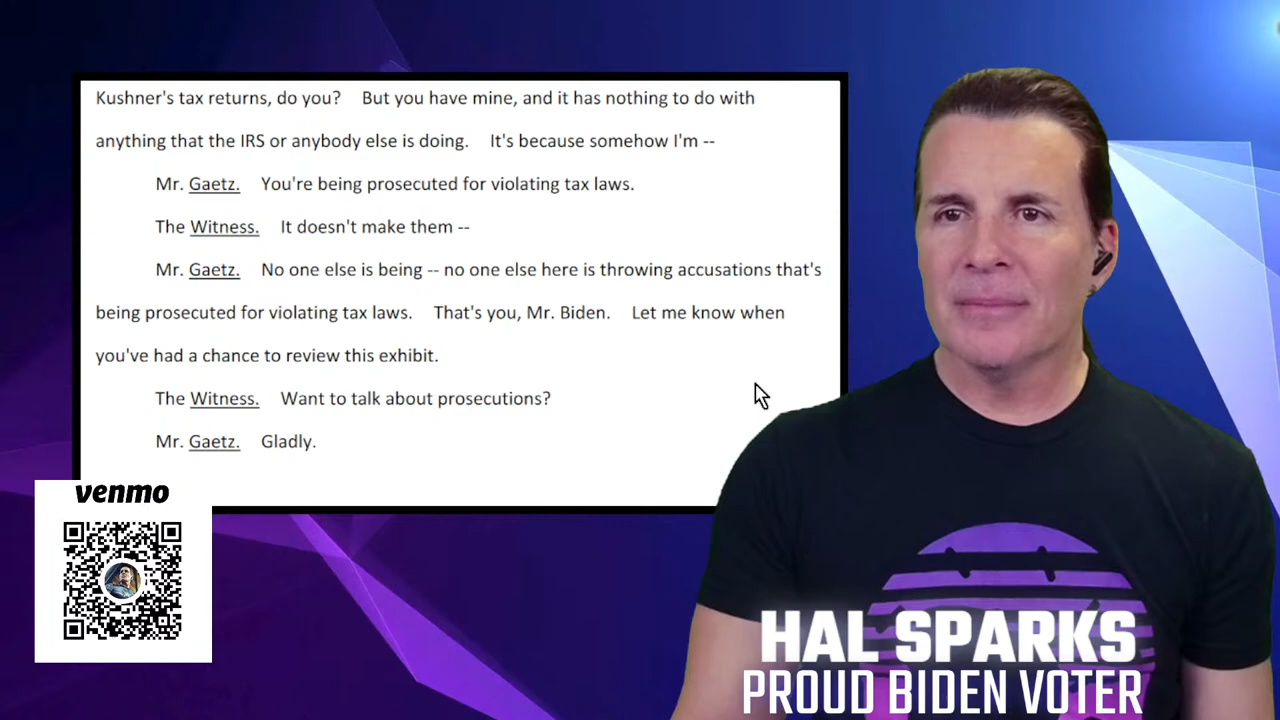 Kushner's tax returns, do you? But you have mine, and it has nothing to do with
anything that the IRS or anybody else is doing. It's because somehow I'm --
Mr. Gaetz. You're being prosecuted for violating tax laws.
The Witness. It doesn't make them --
Mr. Gaetz. No one else is being -- no one else here is throwing accusations that's
being prosecuted for violating tax laws. That's you, Mr. Biden. Let me know when
you've had a chance to review this exhibit.
The Witness. Want to talk about prosecutions?
Mr. Gaetz. Gladly.
venmo
HAL SPARKS
PROUD BIDEN VOTER